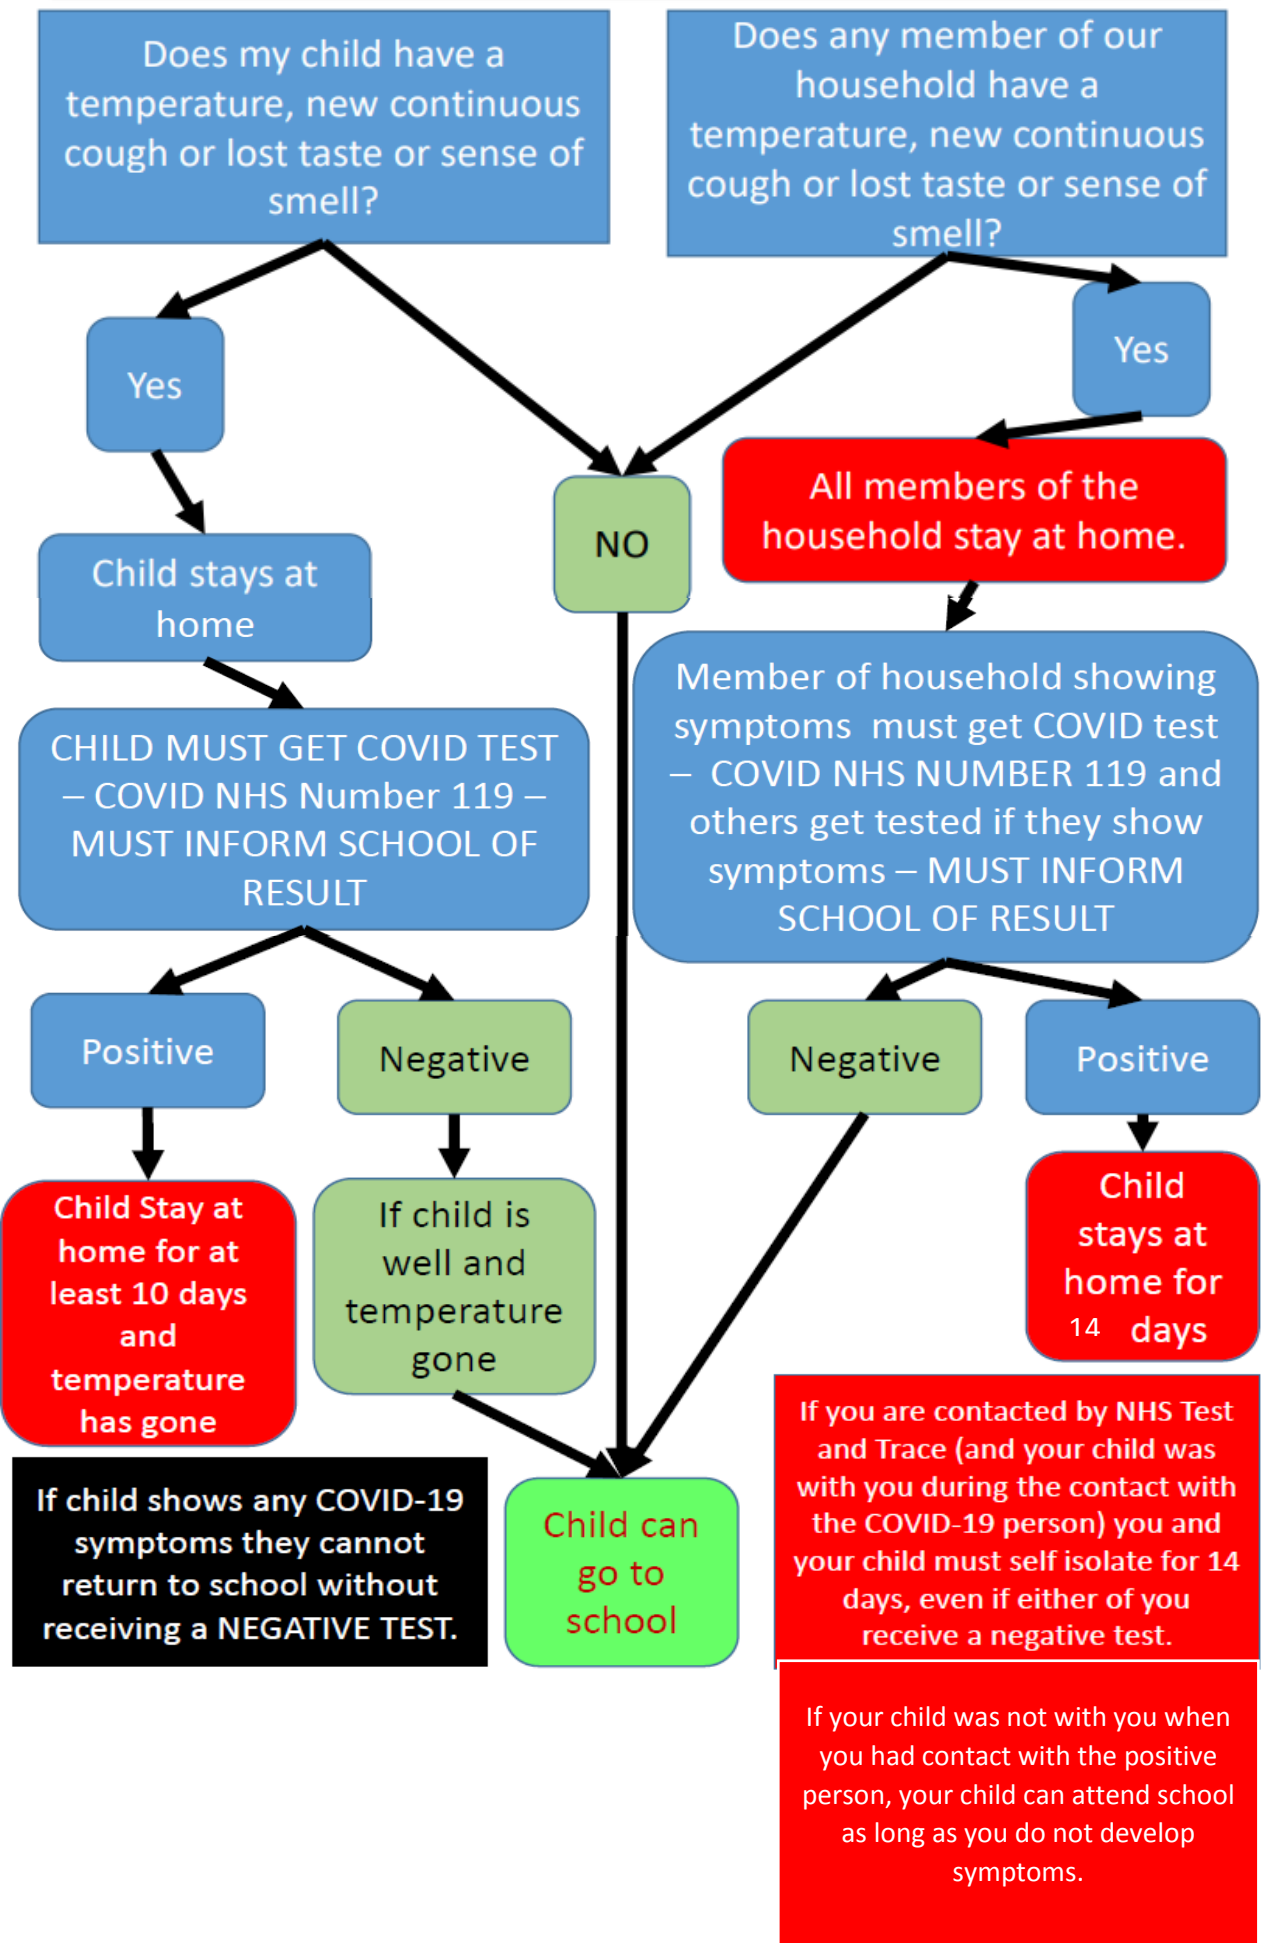 Does my child have a
temperature, new continuous
cough or lost taste or sense of
smell?
Does any member of our
household have a
temperature, new continuous
cough or lost taste or sense of
smell?
Yes
Yes
NO
All members of the
household stay at home.
Child stays at
home
CHILD MUST GET COVID TEST
– COVID NHS Number 119 –
MUST INFORM SCHOOL OF
RESULT
Member of household showing
symptoms must get COVID test
– COVID NHS NUMBER 119 and
others get tested if they show
symptoms – MUST INFORM
SCHOOL OF RESULT
Positive
Negative
Negative
Positive
Child Stay at
home for at
least 10 days
and
temperature
has gone
If child is
well and
temperature
gone
Child
stays at
home for
14 days
If child shows any COVID-19
symptoms they cannot
return to school without
receiving a NEGATIVE TEST.
Child can
go to
school
If you are contacted by NHS Test
and Trace (and your child was
with you during the contact with
the COVID-19 person) you and
your child must self isolate for 14
days, even if either of you
receive a negative test.
If your child was not with you when
you had contact with the positive
person, your child can attend school
as long as you do not develop
symptoms.